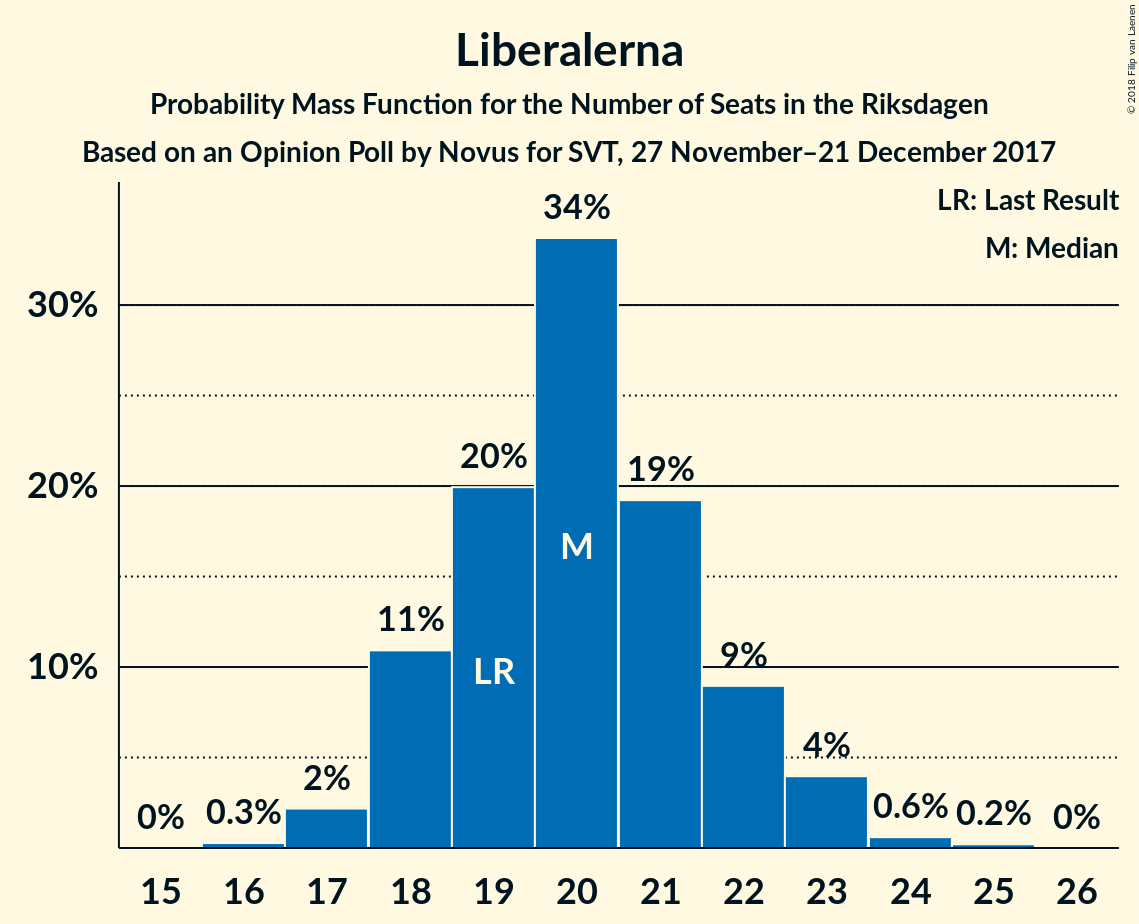 Liberalerna
Probability Mass Function for the Number of Seats in the Riksdagen
Based on an Opinion Poll by Novus for SVT, 27 November–21 December 2017
© 2018 Filip van Laenen
LR: Last Result
M: Median
30%
20%
10%
0%
0.3%
2%
11%
20%
34%
19%
9%
4%
0.6%
0.2%
0%
LR
M
15 16 17 18 19 20 21 22 23 24 25 26